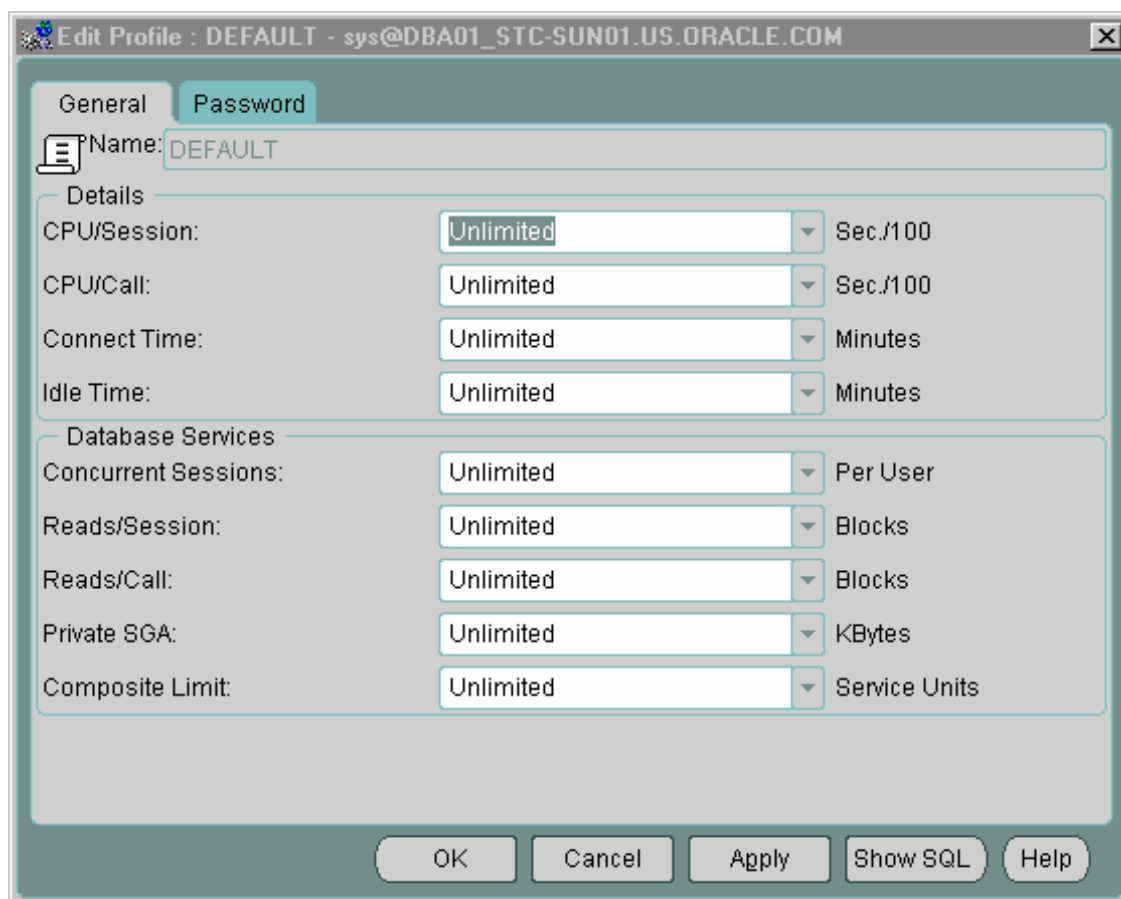 Edit Profile : DEFAULT - sys@DBA01_STC-SUN01.US.ORACLE.COM
General Password
Name: DEFAULT
Details
CPU/Session: Unlimited Sec./100
CPU/Call: Unlimited Sec./100
Connect Time: Unlimited Minutes
Idle Time: Unlimited Minutes
Database Services
Concurrent Sessions: Unlimited Per User
Reads/Session: Unlimited Blocks
Reads/Call: Unlimited Blocks
Private SGA: Unlimited KBytes
Composite Limit: Unlimited Service Units
OK Cancel Apply Show SQL Help